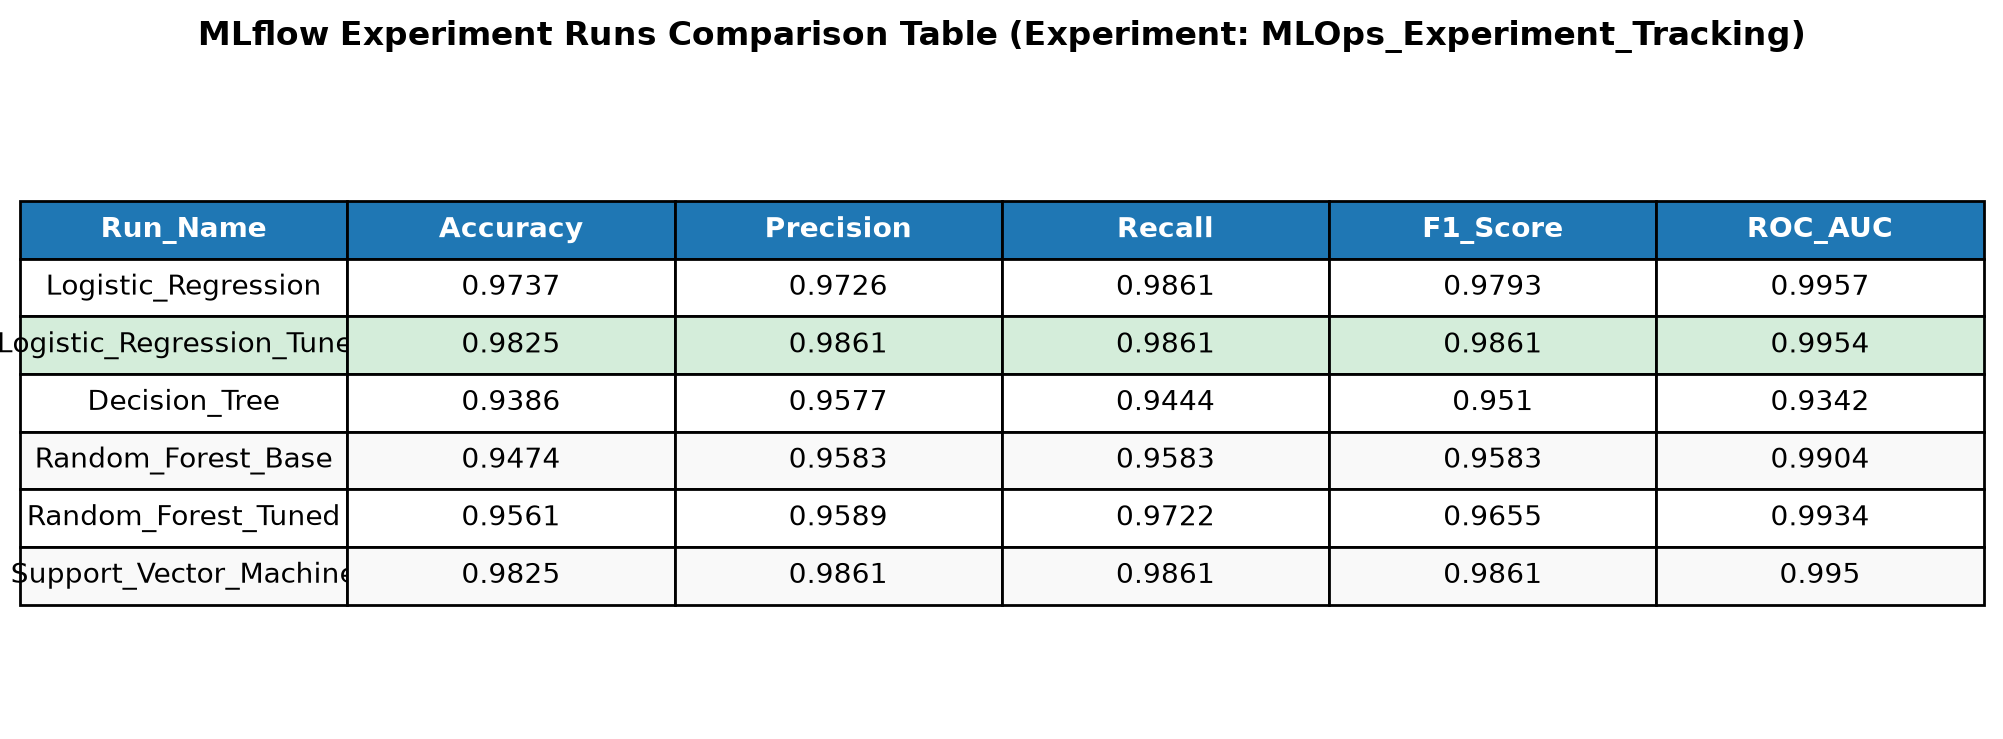 MLflow Experiment Runs Comparison Table (Experiment: MLOps_Experiment_Tracking)
Run_Name Accuracy Precision Recall F1_Score ROC_AUC
Logistic_Regression 0.9737 0.9726 0.9861 0.9793 0.9957
Logistic_Regression_Tune 0.9825 0.9861 0.9861 0.9861 0.9954
Decision_Tree 0.9386 0.9577 0.9444 0.951 0.9342
Random_Forest_Base 0.9474 0.9583 0.9583 0.9583 0.9904
Random_Forest_Tuned 0.9561 0.9589 0.9722 0.9655 0.9934
Support_Vector_Machine 0.9825 0.9861 0.9861 0.9861 0.995